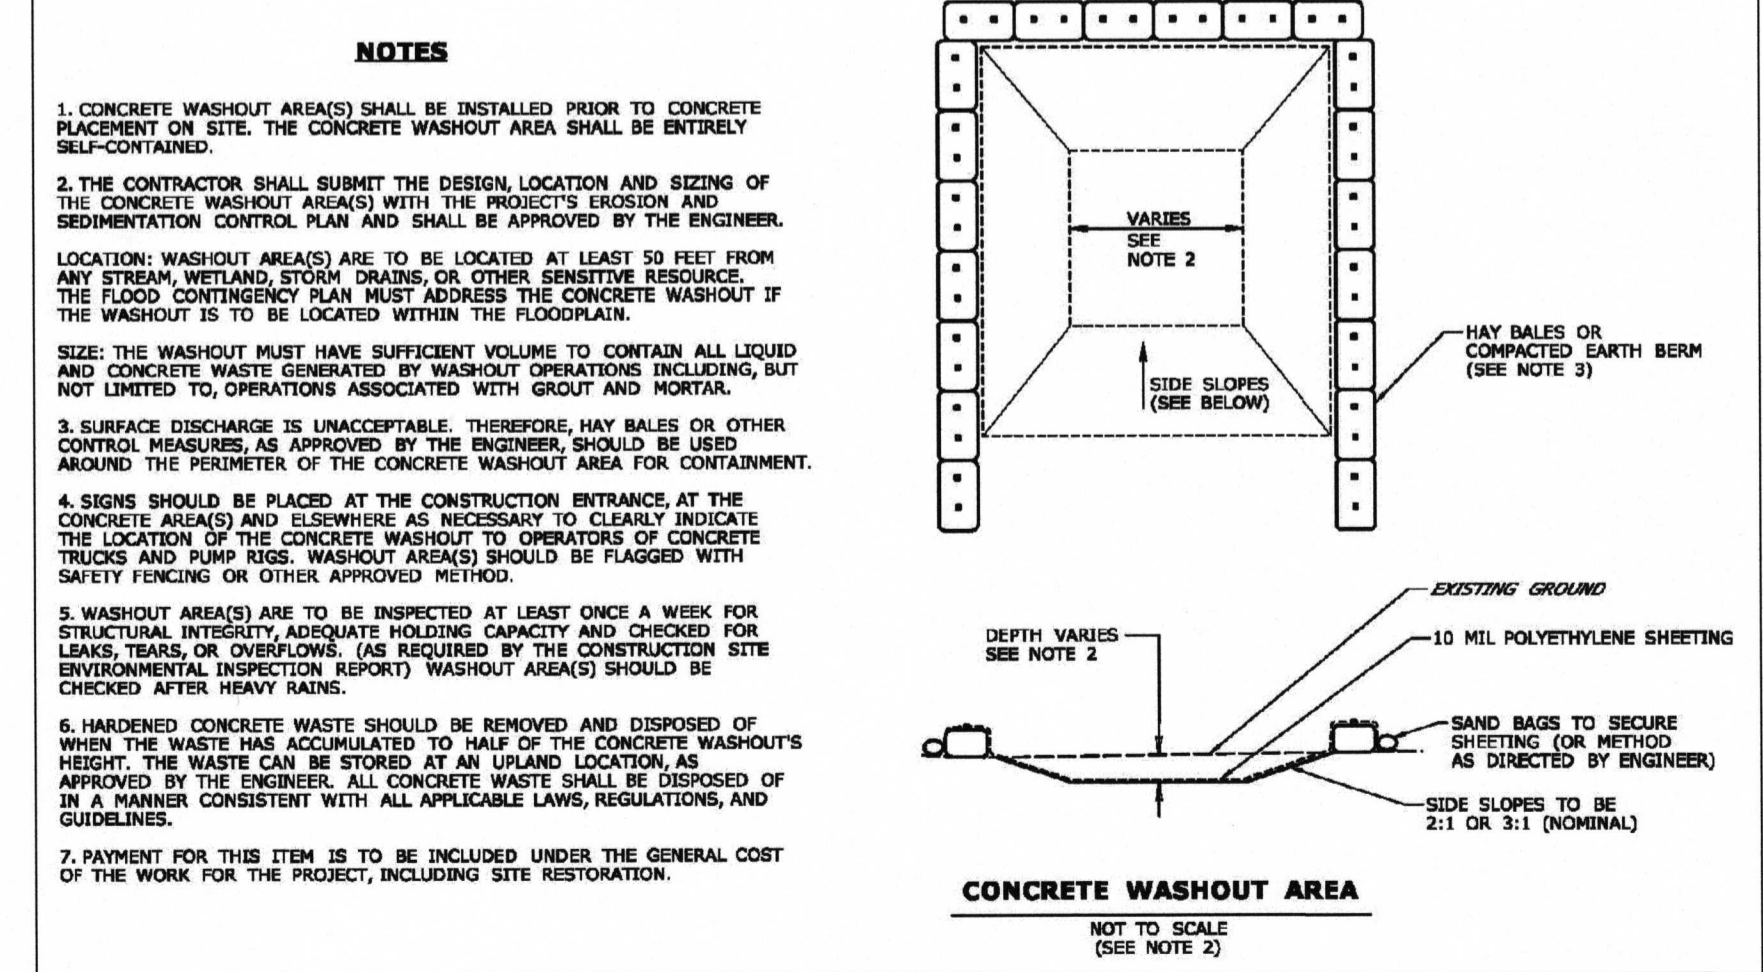 NOTES
1. CONCRETE WASHOUT AREA(S) SHALL BE INSTALLED PRIOR TO CONCRETE
PLACEMENT ON SITE. THE CONCRETE WASHOUT AREA SHALL BE ENTIRELY
SELF-CONTAINED.
2. THE CONTRACTOR SHALL SUBMIT THE DESIGN, LOCATION AND SIZING OF
THE CONCRETE WASHOUT AREA(S) WITH THE PROJECT'S EROSION AND
SEDIMENTATION CONTROL PLAN AND SHALL BE APPROVED BY THE ENGINEER.
LOCATION: WASHOUT AREA(S) ARE TO BE LOCATED AT LEAST 50 FEET FROM
ANY STREAM, WETLAND, STORM DRAINS, OR OTHER SENSITIVE RESOURCE.
THE FLOOD CONTINGENCY PLAN MUST ADDRESS THE CONCRETE WASHOUT IF
THE WASHOUT IS TO BE LOCATED WITHIN THE FLOODPLAIN.
SIZE: THE WASHOUT MUST HAVE SUFFICIENT VOLUME TO CONTAIN ALL LIQUID
AND CONCRETE WASTE GENERATED BY WASHOUT OPERATIONS INCLUDING, BUT
NOT LIMITED TO, OPERATIONS ASSOCIATED WITH GROUT AND MORTAR.
3. SURFACE DISCHARGE IS UNACCEPTABLE. THEREFORE, HAY BALES OR OTHER
CONTROL MEASURES, AS APPROVED BY THE ENGINEER, SHOULD BE USED
AROUND THE PERIMETER OF THE CONCRETE WASHOUT AREA FOR CONTAINMENT.
4. SIGNS SHOULD BE PLACED AT THE CONSTRUCTION ENTRANCE, AT THE
CONCRETE AREA(S) AND ELSEWHERE AS NECESSARY TO CLEARLY INDICATE
THE LOCATION OF THE CONCRETE WASHOUT TO OPERATORS OF CONCRETE
TRUCKS AND PUMP RIGS. WASHOUT AREA(S) SHOULD BE FLAGGED WITH
SAFETY FENCING OR OTHER APPROVED METHOD.
5. WASHOUT AREA(S) ARE TO BE INSPECTED AT LEAST ONCE A WEEK FOR
STRUCTURAL INTEGRITY, ADEQUATE HOLDING CAPACITY AND CHECKED FOR
LEAKS, TEARS, OR OVERFLOWS. (AS REQUIRED BY THE CONSTRUCTION SITE
ENVIRONMENTAL INSPECTION REPORT) WASHOUT AREA(S) SHOULD BE
CHECKED AFTER HEAVY RAINS.
6. HARDENED CONCRETE WASTE SHOULD BE REMOVED AND DISPOSED OF
WHEN THE WASTE HAS ACCUMULATED TO HALF OF THE CONCRETE WASHOUT'S
HEIGHT. THE WASTE CAN BE STORED AT AN UPLAND LOCATION, AS
APPROVED BY THE ENGINEER. ALL CONCRETE WASTE SHALL BE DISPOSED OF
IN A MANNER CONSISTENT WITH ALL APPLICABLE LAWS, REGULATIONS, AND
GUIDELINES.
7. PAYMENT FOR THIS ITEM IS TO BE INCLUDED UNDER THE GENERAL COST
OF THE WORK FOR THE PROJECT, INCLUDING SITE RESTORATION.
VARIES
SEE
NOTE 2
SIDE SLOPES
(SEE BELOW)
HAY BALES OR
COMPACTED EARTH BERM
(SEE NOTE 3)
EXISTING GROUND
DEPTH VARIES
SEE NOTE 2
10 MIL POLYETHYLENE SHEETING
SAND BAGS TO SECURE
SHEETING (OR METHOD
AS DIRECTED BY ENGINEER)
SIDE SLOPES TO BE
2:1 OR 3:1 (NOMINAL)
CONCRETE WASHOUT AREA
NOT TO SCALE
(SEE NOTE 2)